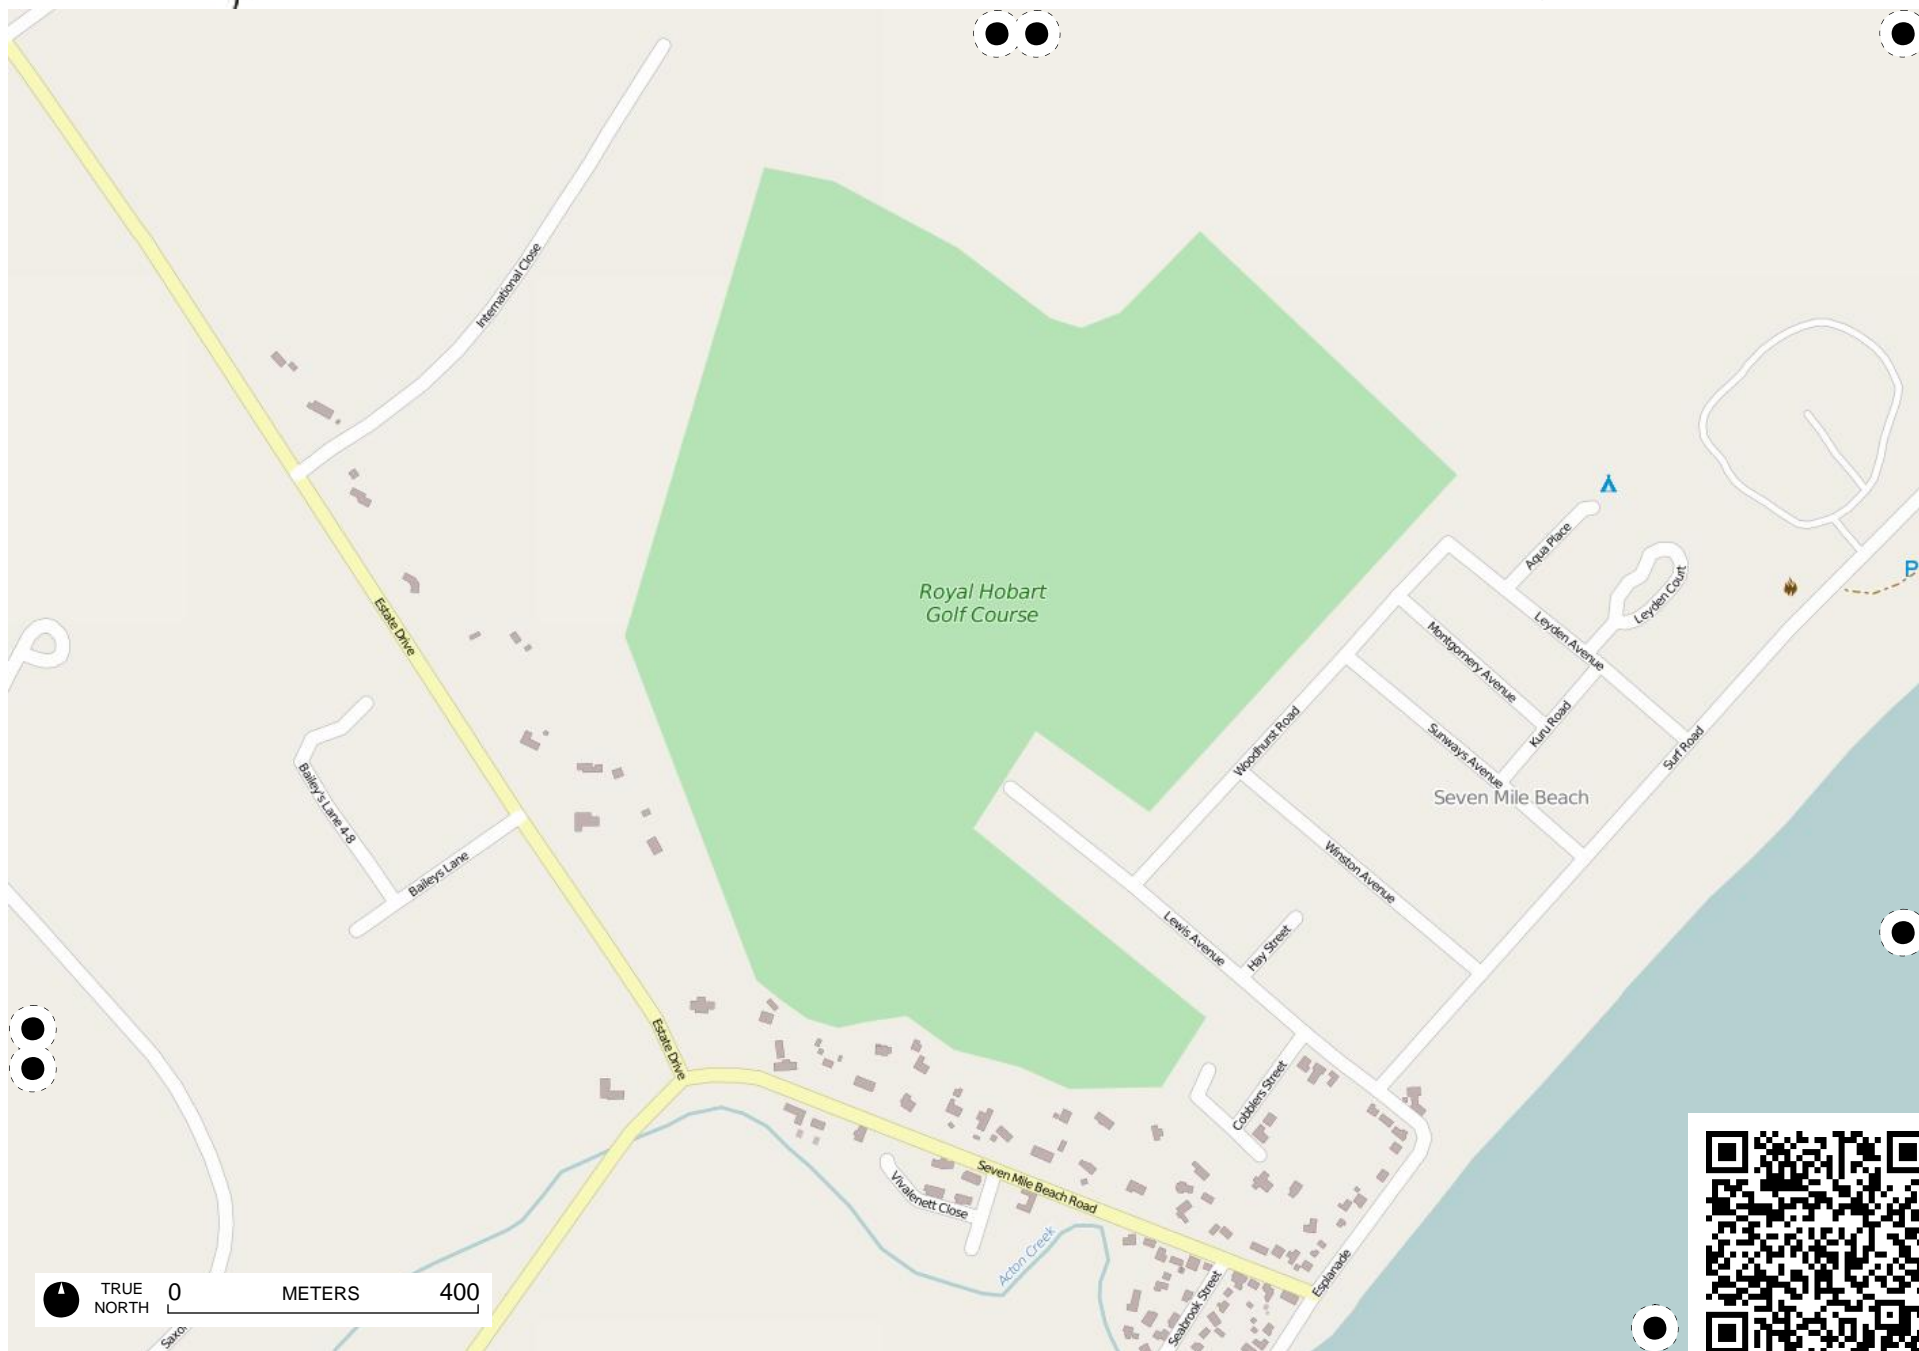 International Close
Estate Drive
Royal Hobart
Golf Course
Aqua Place
P
Leyden Court
Leyden Avenue
Montgomery Avenue
Kuru Road
Sunways Avenue
Woodhurst Road
Surf Road
Seven Mile Beach
Bailey's Lane 4-8
Baileys Lane
Winston Avenue
Lewis Avenue
Hay Street
Estate Drive
Cobblers Street
Seven Mile Beach Road
Vivalenett Close
Acton Creek
Esplanade
Seabrook Street
TRUE
NORTH
0 METERS 400